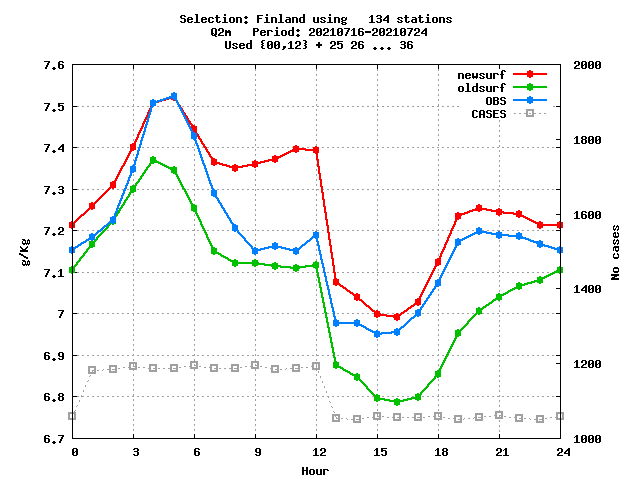 Selection: Finland using   134 stations
Q2m   Period: 20210716-20210724
Used {00,12} + 25 26 ... 36
7.6
7.5
7.4
7.3
7.2
7.1
7
6.9
6.8
6.7
g/Kg
newsurf
oldsurf
OBS
CASES
2000
1800
1600
1400
1200
1000
No cases
0 3 6 9 12 15 18 21 24
Hour